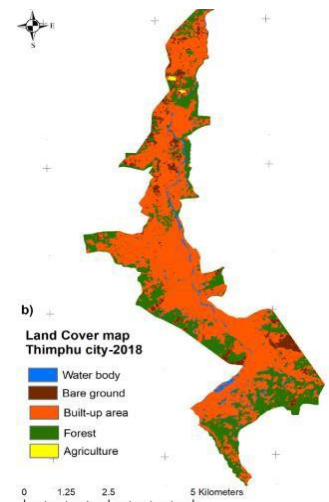 E
S
b)
Land Cover map
Thimphu city-2018
Water body
Bare ground
Built-up area
Forest
Agriculture
0 1.25 2.5 5 Kilometers